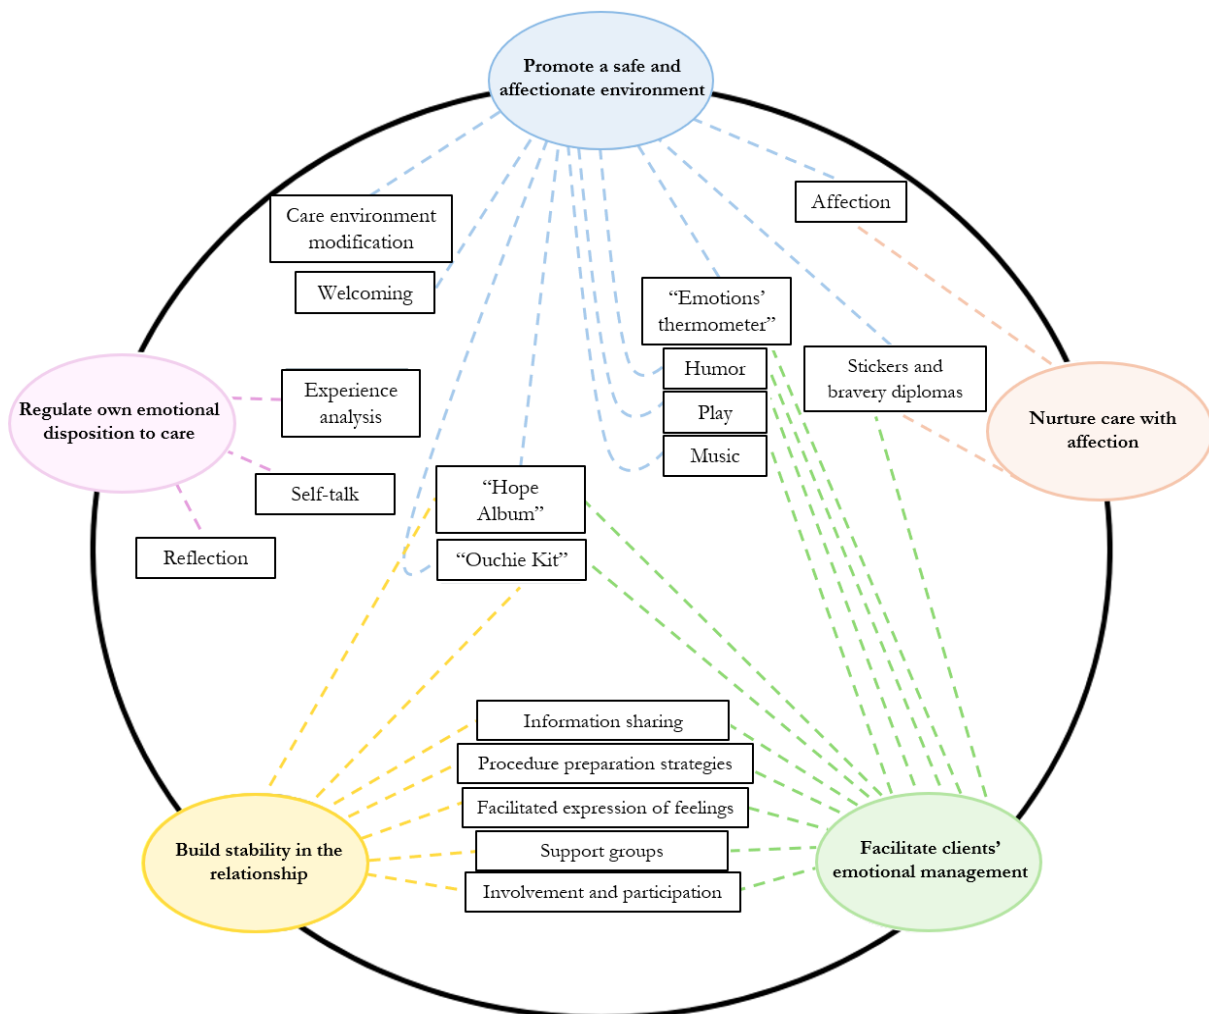 Promote a safe and
affectionate environment
Care environment
modification
Affection
Welcoming
“Emotions’
thermometer”
Humor
Stickers and
bravery diplomas
Play
Music
Experience
analysis
Regulate own emotional
disposition to care
Nurture care with
affection
Self-talk
“Hope
Album”
Reflection
“Ouchie Kit”
Information sharing
Procedure preparation strategies
Facilitated expression of feelings
Support groups
Involvement and participation
Build stability in the
relationship
Facilitate clients’
emotional management